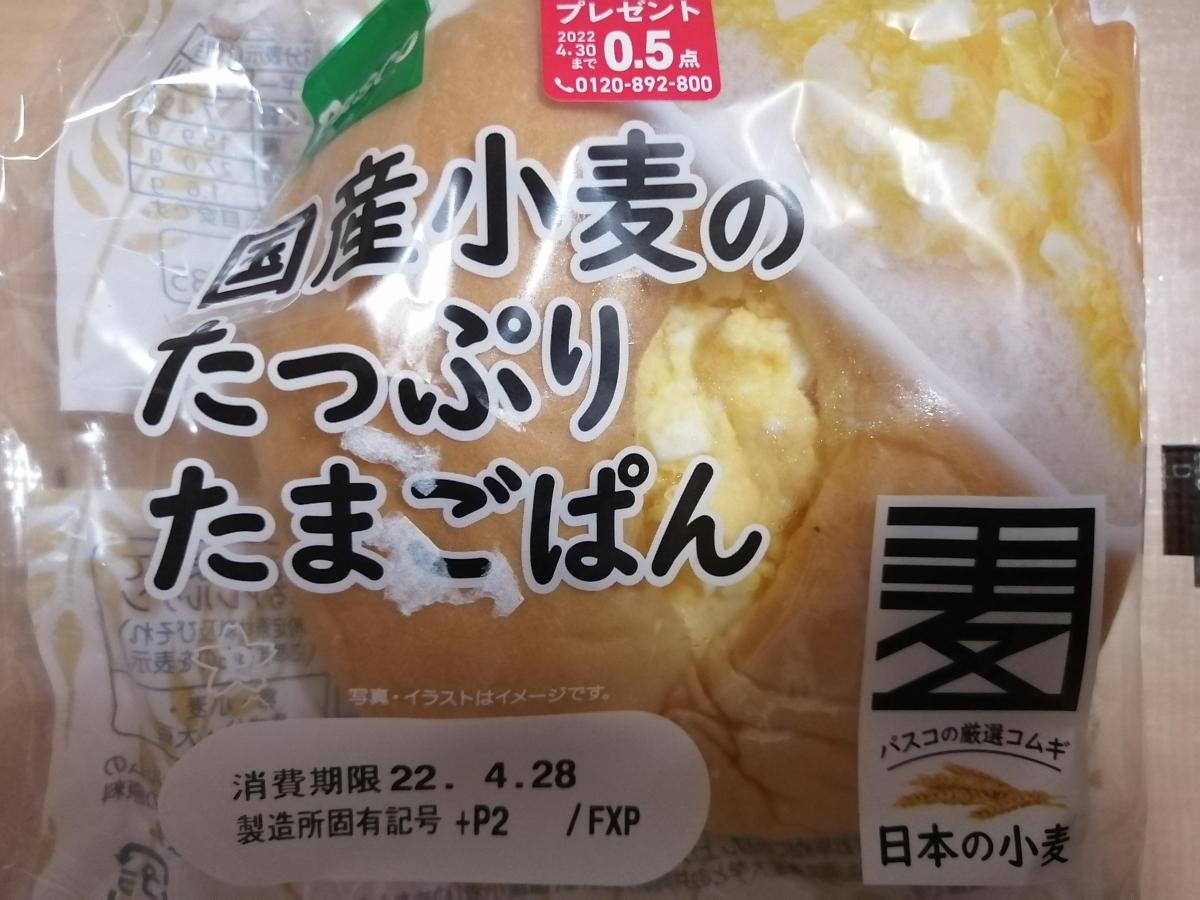 Pasco
プレゼント
2022
4.30
まで
0.5点
0120-892-800
国産小麦の
たっぷり
たまごぱん
写真・イラストはイメージです。
消費期限 22. 4.28
製造所固有記号 +P2 /FXP
麦
パスコの厳選コムギ
日本の小麦